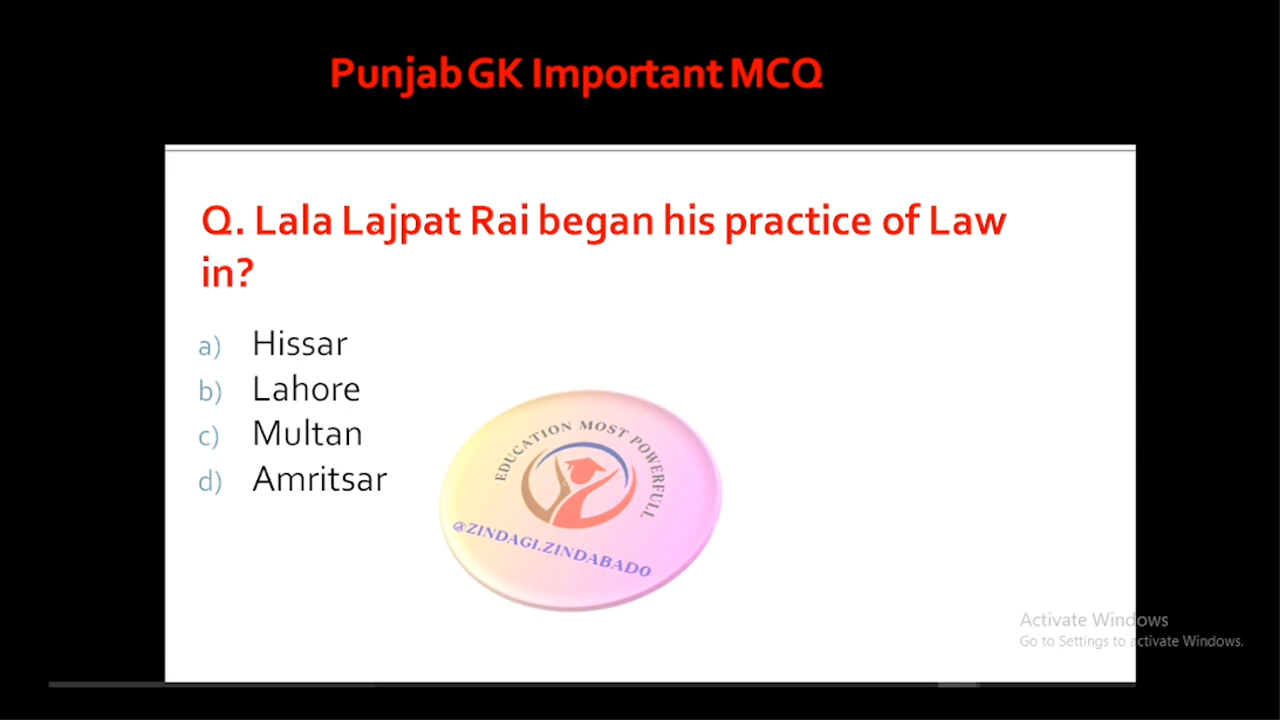 Punjab GK Important MCQ
Q. Lala Lajpat Rai began his practice of Law
in?
a) Hissar
b) Lahore
c) Multan
d) Amritsar
EDUCATION MOST POWERFULL
@ZINDAGI.ZINDABAD0
Activate Windows
Go to Settings to activate Windows.